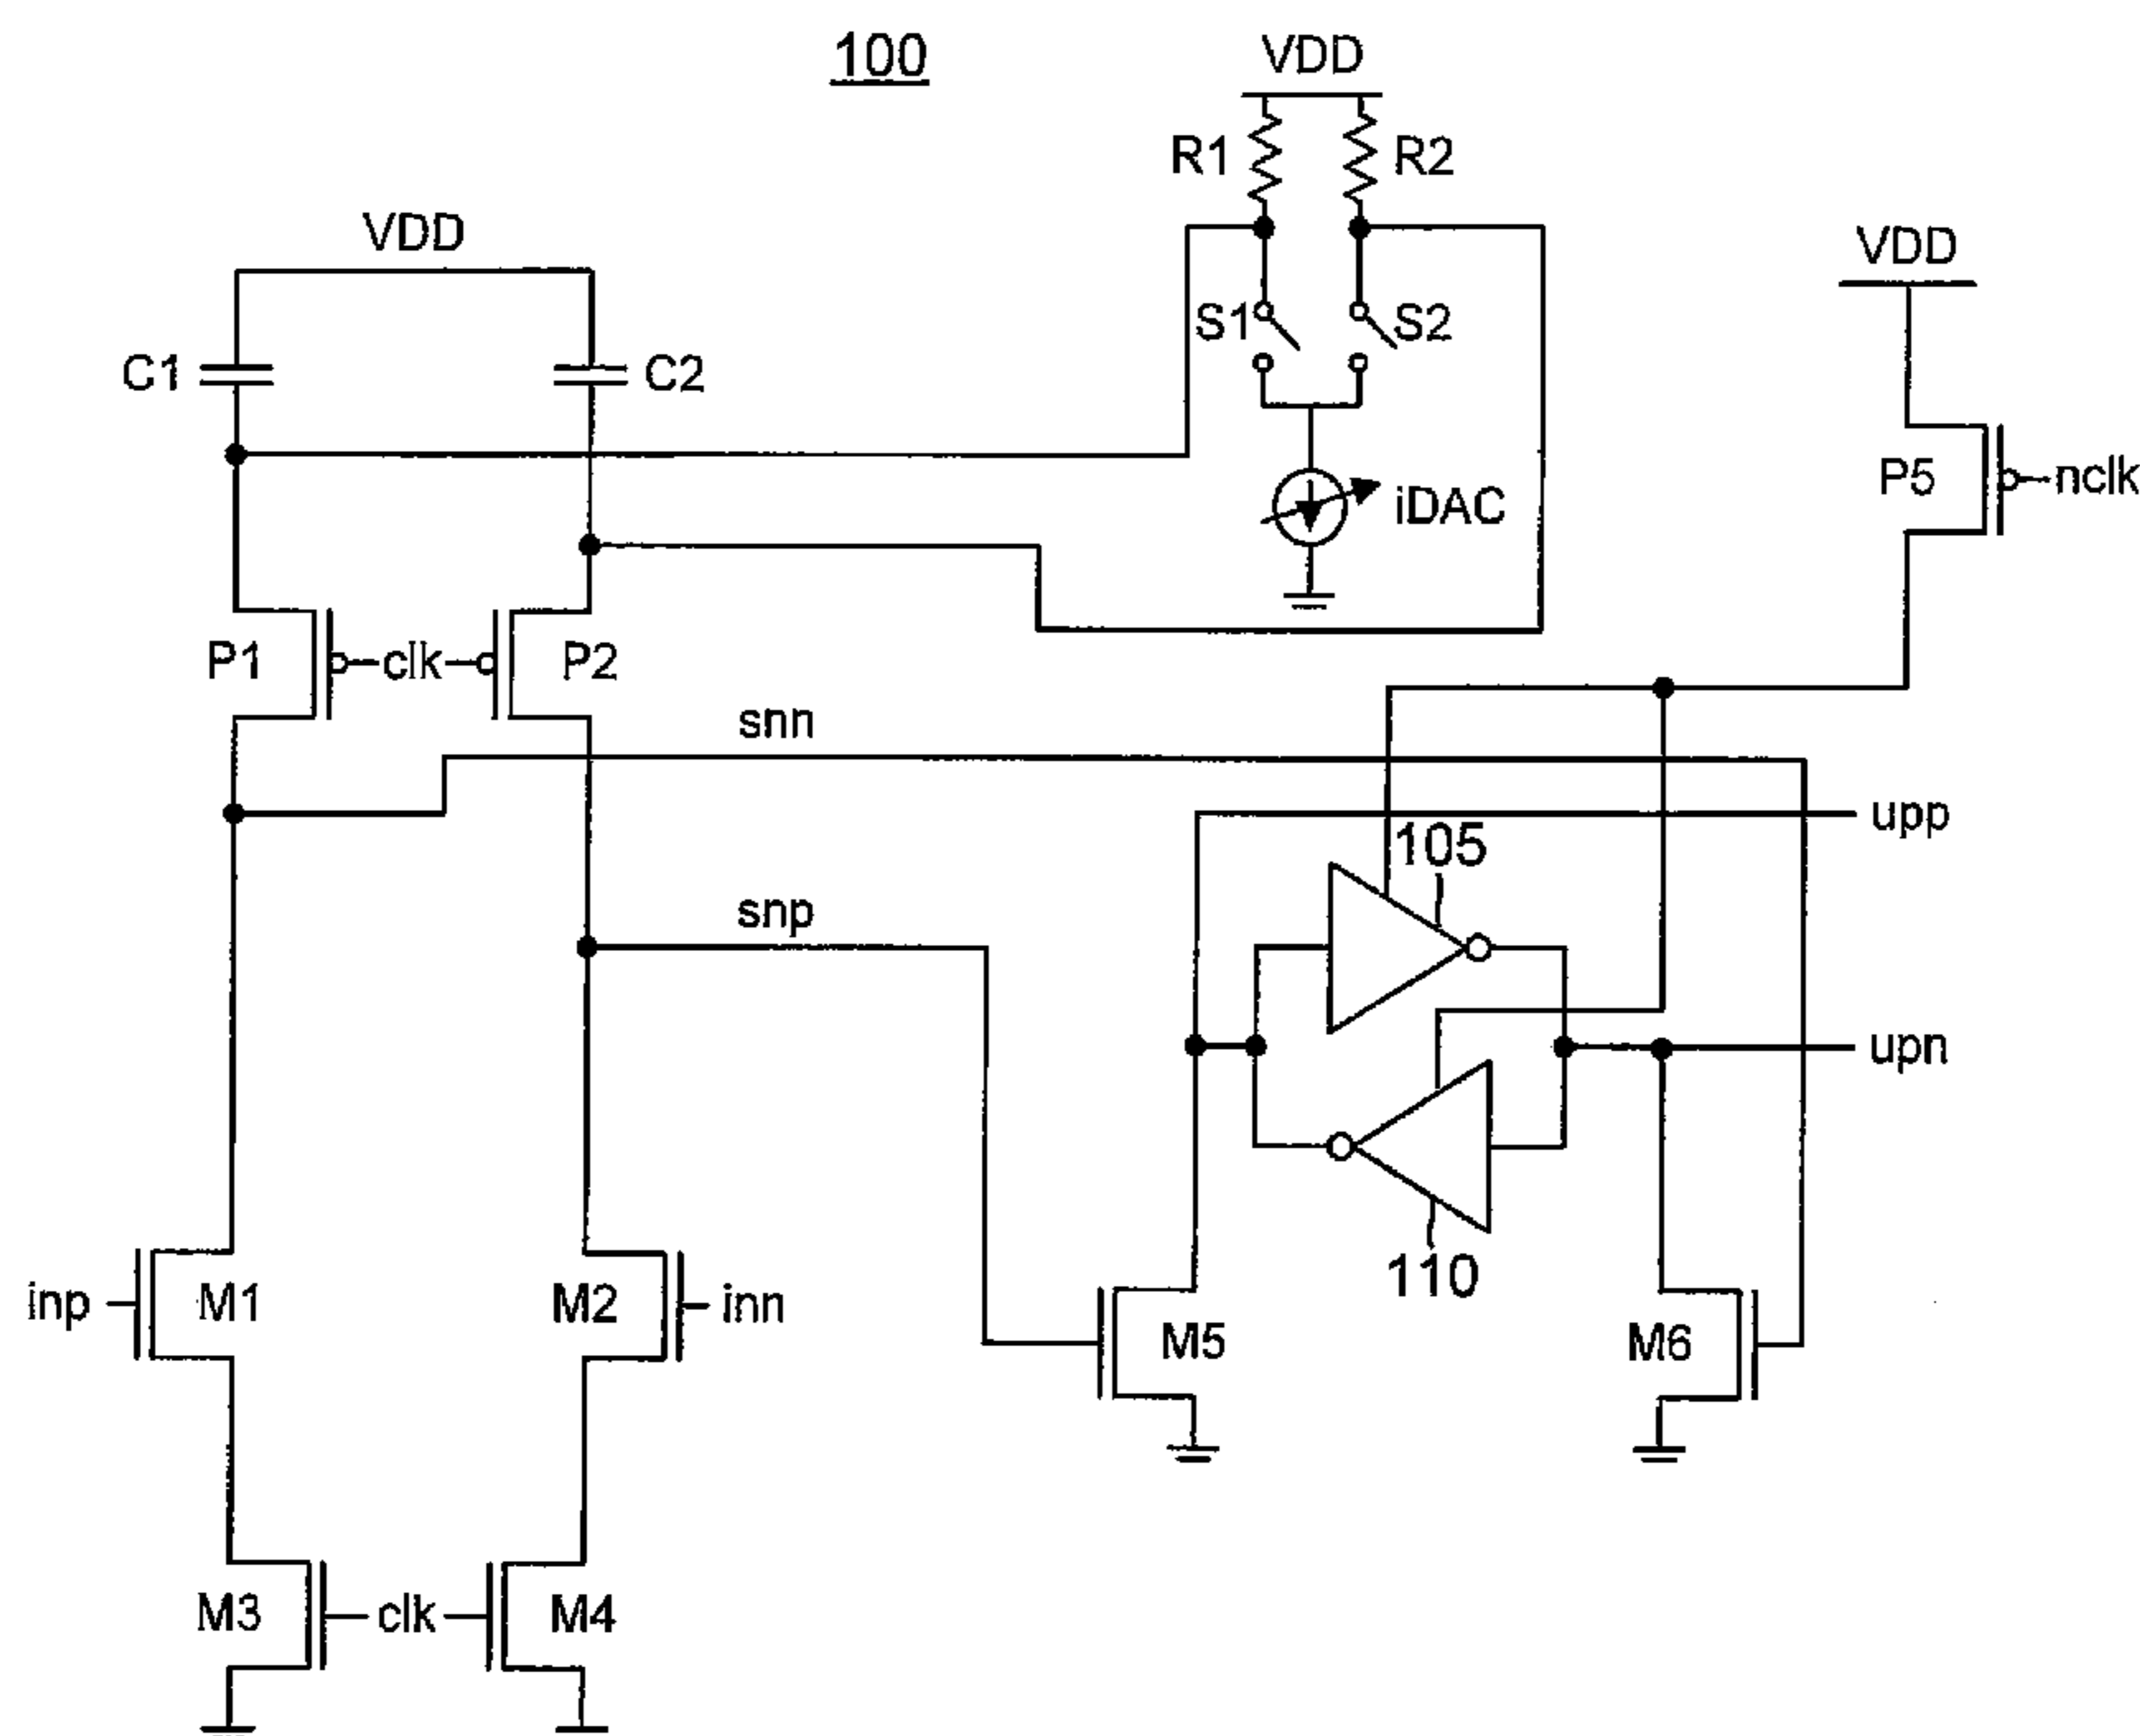 100
VDD
R1
R2
VDD
VDD
S1
S2
C1
C2
P5
nclk
iDAC
P1
clk
P2
snn
upp
105
snp
upn
110
inp
M1
M2
inn
M5
M6
M3
clk
M4